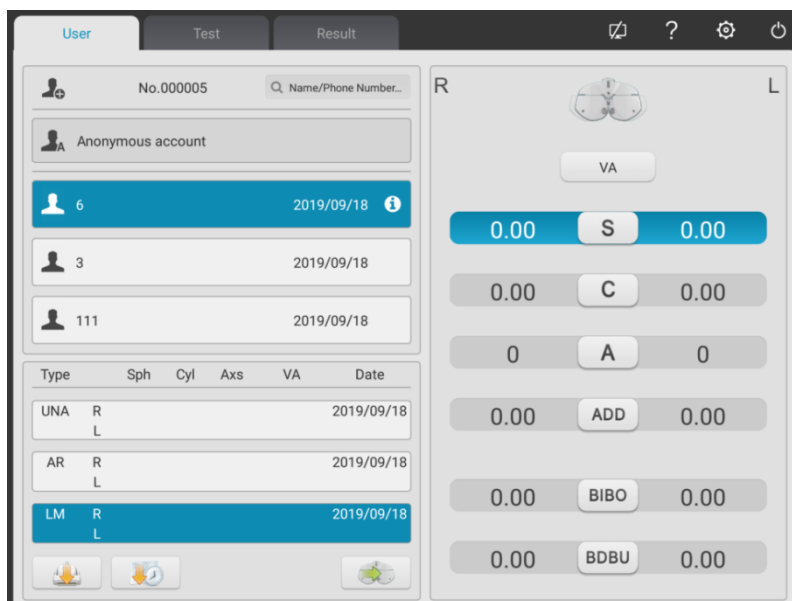 User Test Result ?
No.000005 Name/Phone Number...
A Anonymous account
6 2019/09/18 i
3 2019/09/18
111 2019/09/18
Type Sph Cyl Axs VA Date
UNA R 2019/09/18
L
AR R 2019/09/18
L
LM R 2019/09/18
L
R L
VA
0.00 S 0.00
0.00 C 0.00
0 A 0
0.00 ADD 0.00
0.00 BIBO 0.00
0.00 BDBU 0.00